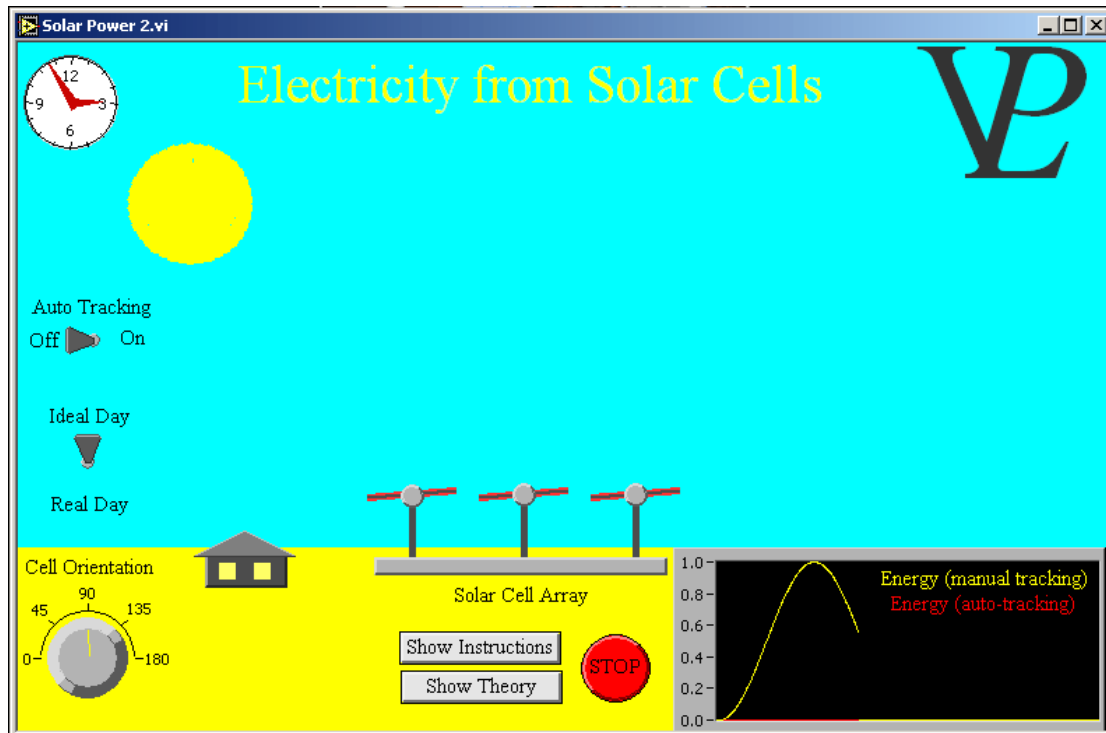 Solar Power 2.vi
Electricity from Solar Cells
VPL
12
9 3
6
Auto Tracking
Off On
Ideal Day
Real Day
Cell Orientation
90
45 135
0 180
Solar Cell Array
Show Instructions
Show Theory
STOP
1.0
0.8
0.6
0.4
0.2
0.0
Energy (manual tracking)
Energy (auto-tracking)